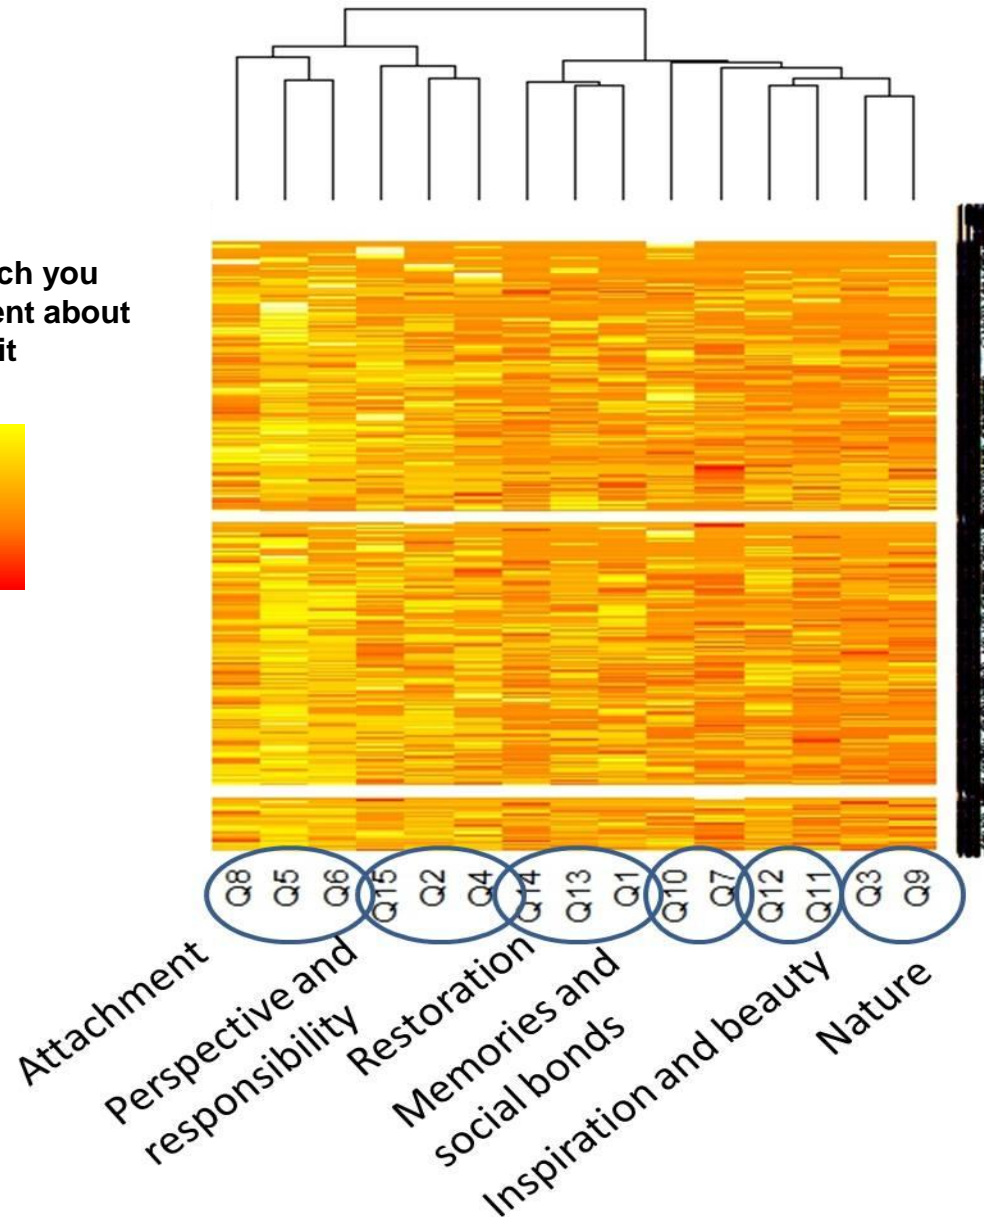 ch you
ent about
it
Q8 Q5 Q6 Q15 Q2 Q4 Q14 Q13 Q1 Q10 Q7 Q12 Q11 Q3 Q9
Attachment
Perspective and
responsibility
Restoration
Memories and
social bonds
Inspiration and beauty
Nature